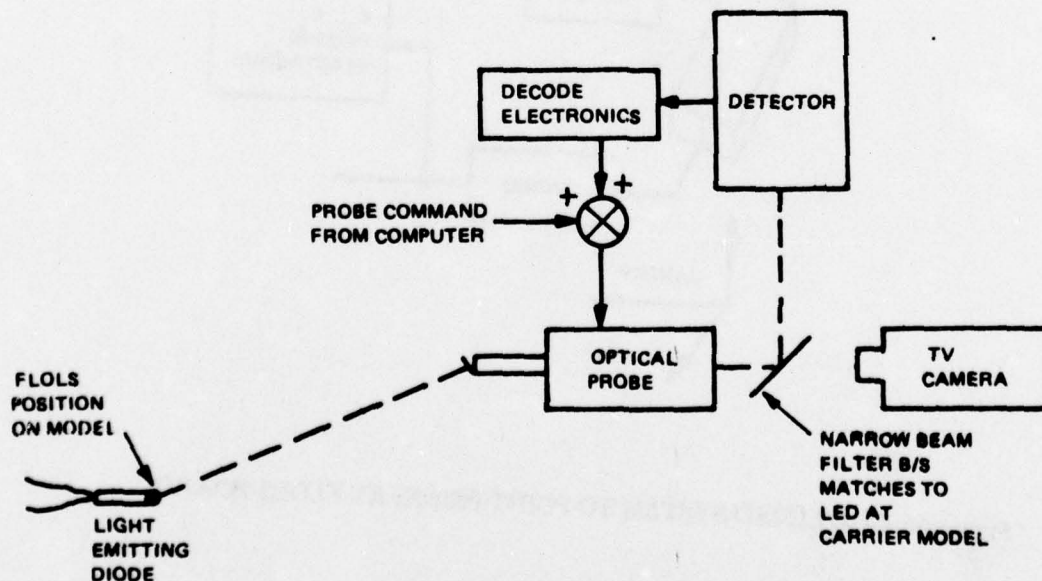 DECODE
ELECTRONICS
DETECTOR
+ +
PROBE COMMAND
FROM COMPUTER
OPTICAL
PROBE
TV
CAMERA
FLOLS
POSITION
ON MODEL
NARROW BEAM
FILTER B/S
MATCHES TO
LED AT
CARRIER MODEL
LIGHT
EMITTING
DIODE